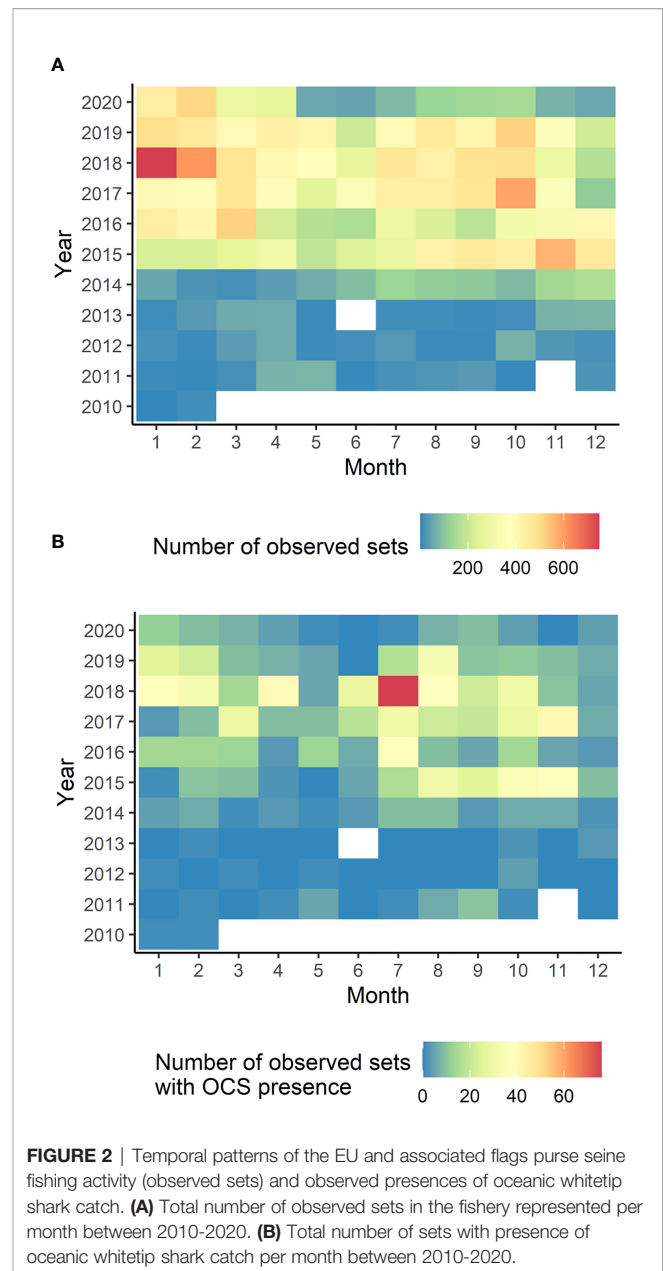 A
Year
2020
2019
2018
2017
2016
2015
2014
2013
2012
2011
2010
1 2 3 4 5 6 7 8 9 10 11 12
Month
Number of observed sets
200 400 600
B
Year
2020
2019
2018
2017
2016
2015
2014
2013
2012
2011
2010
1 2 3 4 5 6 7 8 9 10 11 12
Month
Number of observed sets
with OCS presence
0 20 40 60
FIGURE 2 | Temporal patterns of the EU and associated flags purse seine
fishing activity (observed sets) and observed presences of oceanic whitetip
shark catch. (A) Total number of observed sets in the fishery represented per
month between 2010-2020. (B) Total number of sets with presence of
oceanic whitetip shark catch per month between 2010-2020.